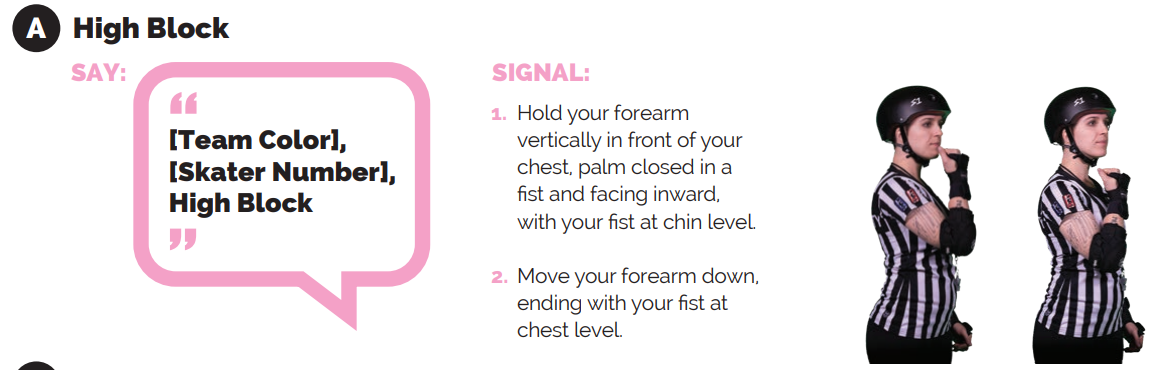 A High Block
SAY:
“
[Team Color],
[Skater Number],
High Block
”
SIGNAL:
1. Hold your forearm
vertically in front of your
chest, palm closed in a
fist and facing inward,
with your fist at chin level.
2. Move your forearm down,
ending with your fist at
chest level.
S1
S1